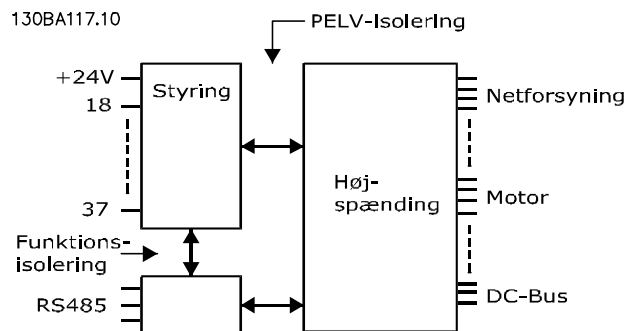 130BA117.10
PELV-isolering
+24V
Styring
18
Netforsyning
Høj-
spænding
Motor
37
Funktions-
isolering
RS485
DC-Bus